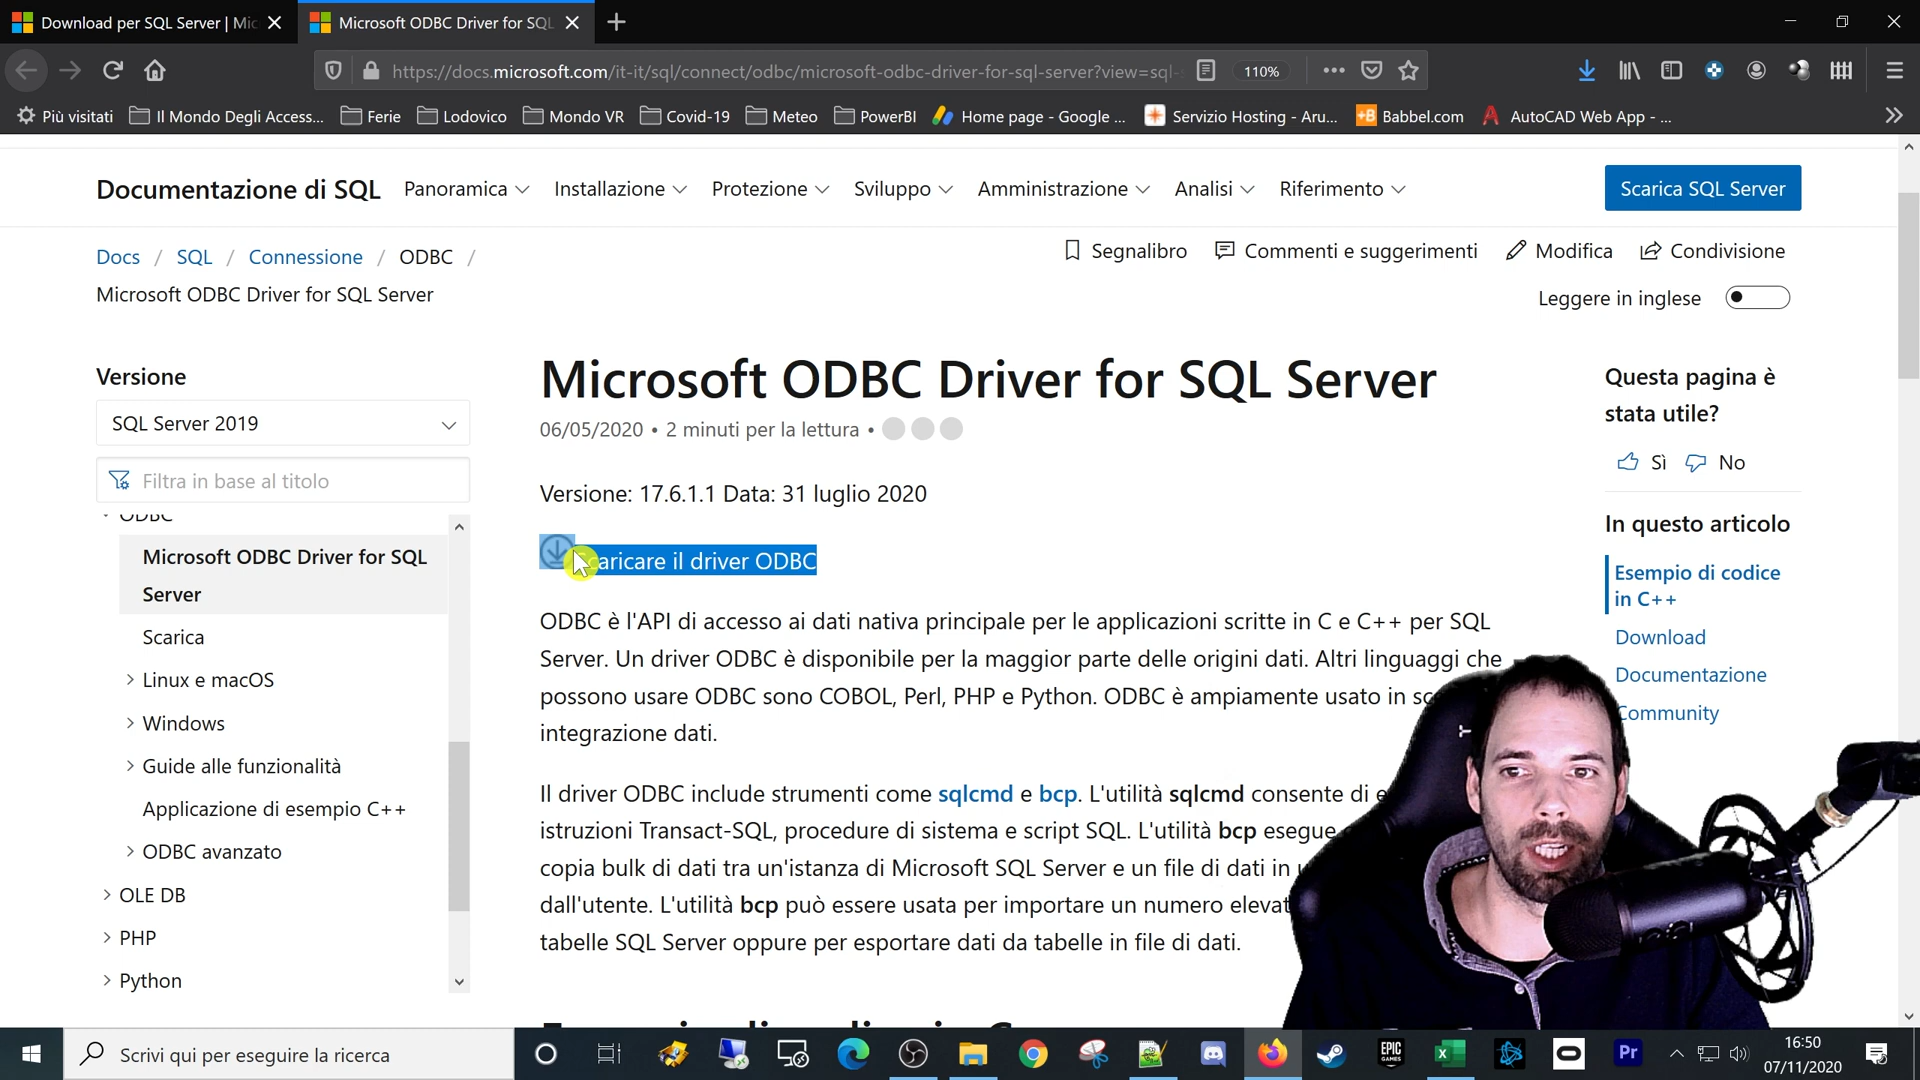 Download per SQL Server | Mic
Microsoft ODBC Driver for SQL
https://docs.microsoft.com/it-it/sql/connect/odbc/microsoft-odbc-driver-for-sql-server?view=sql-
110%
Più visitati
Il Mondo Degli Access...
Ferie
Lodovico
Mondo VR
Covid-19
Meteo
PowerBI
Home page - Google ...
Servizio Hosting - Aru...
+B Babbel.com
AutoCAD Web App - ...
Documentazione di SQL
Panoramica
Installazione
Protezione
Sviluppo
Amministrazione
Analisi
Riferimento
Scarica SQL Server
Docs / SQL / Connessione / ODBC /
Microsoft ODBC Driver for SQL Server
Segnalibro
Commenti e suggerimenti
Modifica
Condivisione
Leggere in inglese
Versione
SQL Server 2019
Filtra in base al titolo
ODBC
Microsoft ODBC Driver for SQL
Server
Scarica
Linux e macOS
Windows
Guide alle funzionalità
Applicazione di esempio C++
ODBC avanzato
OLE DB
PHP
Python
Microsoft ODBC Driver for SQL Server
06/05/2020 • 2 minuti per la lettura •
Versione: 17.6.1.1 Data: 31 luglio 2020
Scaricare il driver ODBC
ODBC è l'API di accesso ai dati nativa principale per le applicazioni scritte in C e C++ per SQL
Server. Un driver ODBC è disponibile per la maggior parte delle origini dati. Altri linguaggi che
possono usare ODBC sono COBOL, Perl, PHP e Python. ODBC è ampiamente usato in
integrazione dati.
Il driver ODBC include strumenti come sqlcmd e bcp. L'utilità sqlcmd consente di
istruzioni Transact-SQL, procedure di sistema e script SQL. L'utilità bcp esegue
copia bulk di dati tra un'istanza di Microsoft SQL Server e un file di dati in
dall'utente. L'utilità bcp può essere usata per importare un numero
tabelle SQL Server oppure per esportare dati da tabelle in file di dati.
Questa pagina è
stata utile?
Sì
No
In questo articolo
Esempio di codice
in C++
Download
Documentazione
Community
Scrivi qui per eseguire la ricerca
EPIC
GAMES
Pr
16:50
07/11/2020